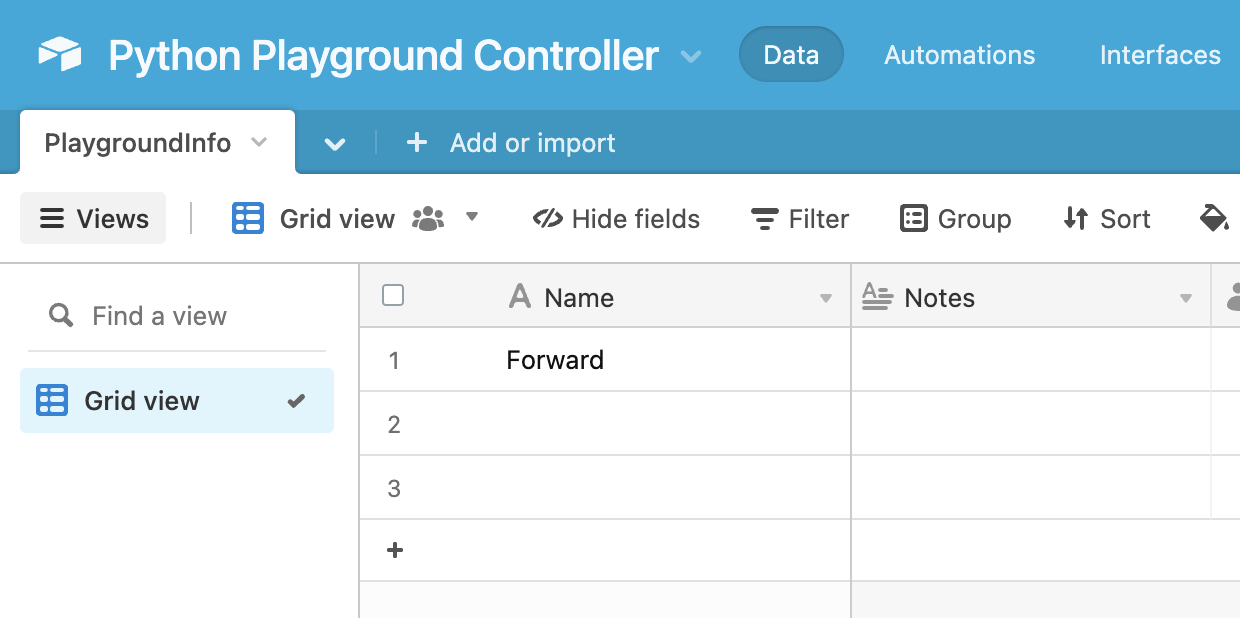 Python Playground Controller Data Automations Interfaces
PlaygroundInfo Add or import
Views Grid view Hide fields Filter Group Sort
Find a view
Grid view
A Name A Notes
1 Forward
2
3
+